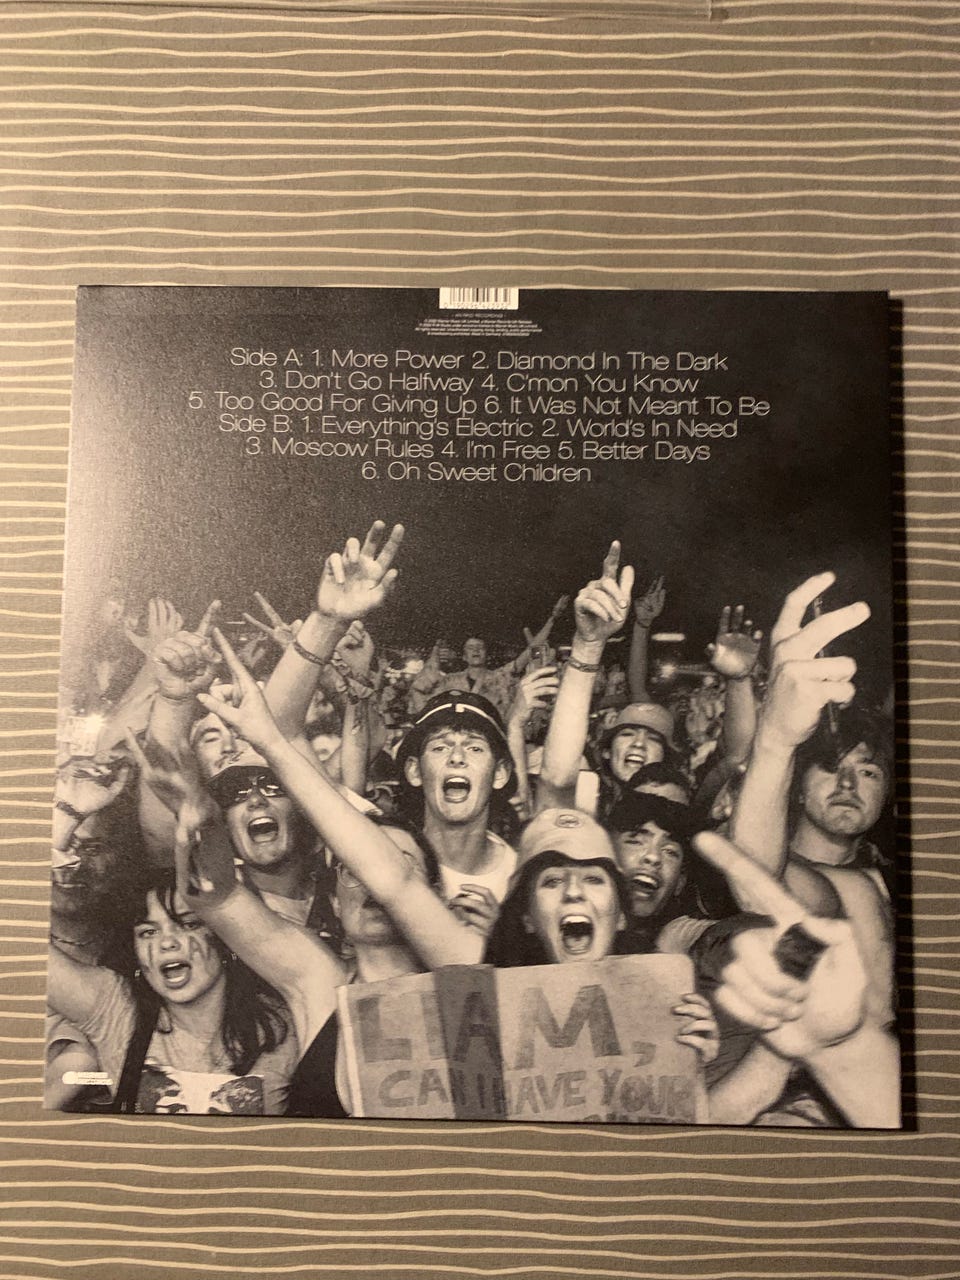 Side A: 1. More Power 2. Diamond In The Dark
3. Don't Go Halfway 4. C'mon You Know
5. Too Good For Giving Up 6. It Was Not Meant To Be
Side B: 1. Everything's Electric 2. World's In Need
3. Moscow Rules 4. I'm Free 5. Better Days
6. Oh Sweet Children
LIAM,
CAN I HAVE YOUR